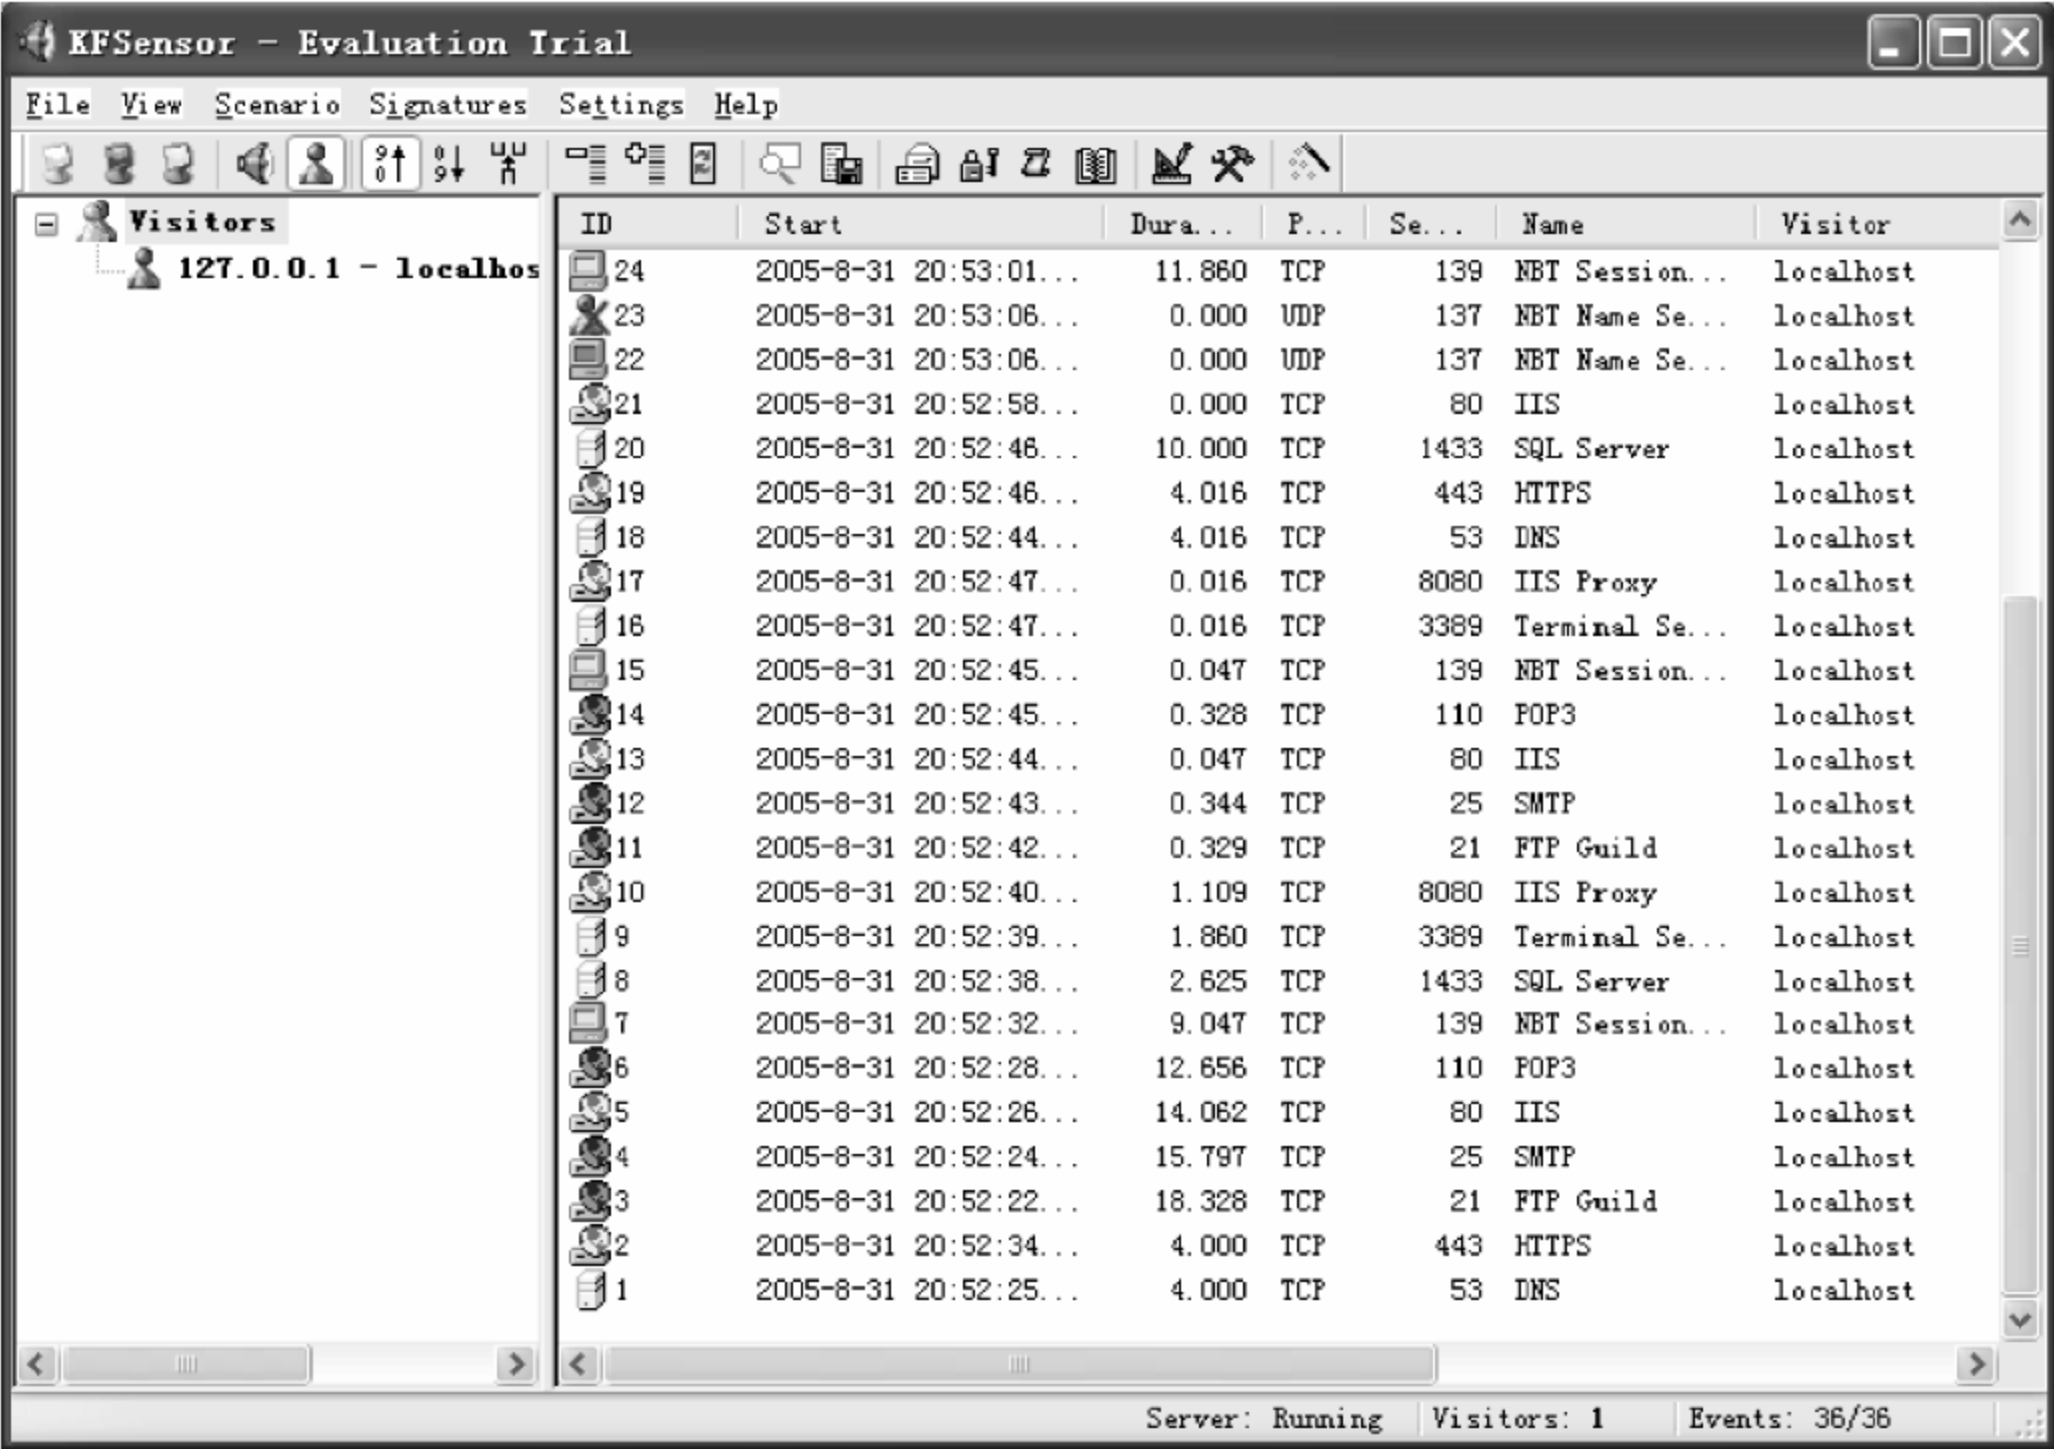 KFSensor - Evaluation Trial
File View Scenario Signatures Settings Help
Visitors
127.0.0.1 - localhos
ID Start Dura... P... Se... Name Visitor
24 2005-8-31 20:53:01... 11.860 TCP 139 NBT Session... localhost
23 2005-8-31 20:53:06... 0.000 UDP 137 NBT Name Se... localhost
22 2005-8-31 20:53:06... 0.000 UDP 137 NBT Name Se... localhost
21 2005-8-31 20:52:58... 0.000 TCP 80 IIS localhost
20 2005-8-31 20:52:46... 10.000 TCP 1433 SQL Server localhost
19 2005-8-31 20:52:46... 4.016 TCP 443 HTTPS localhost
18 2005-8-31 20:52:44... 4.016 TCP 53 DNS localhost
17 2005-8-31 20:52:47... 0.016 TCP 8080 IIS Proxy localhost
16 2005-8-31 20:52:47... 0.016 TCP 3389 Terminal Se... localhost
15 2005-8-31 20:52:45... 0.047 TCP 139 NBT Session... localhost
14 2005-8-31 20:52:45... 0.328 TCP 110 POP3 localhost
13 2005-8-31 20:52:44... 0.047 TCP 80 IIS localhost
12 2005-8-31 20:52:43... 0.344 TCP 25 SMTP localhost
11 2005-8-31 20:52:42... 0.329 TCP 21 FTP Guild localhost
10 2005-8-31 20:52:40... 1.109 TCP 8080 IIS Proxy localhost
9 2005-8-31 20:52:39... 1.860 TCP 3389 Terminal Se... localhost
8 2005-8-31 20:52:38... 2.625 TCP 1433 SQL Server localhost
7 2005-8-31 20:52:32... 9.047 TCP 139 NBT Session... localhost
6 2005-8-31 20:52:28... 12.656 TCP 110 POP3 localhost
5 2005-8-31 20:52:26... 14.062 TCP 80 IIS localhost
4 2005-8-31 20:52:24... 15.797 TCP 25 SMTP localhost
3 2005-8-31 20:52:22... 18.328 TCP 21 FTP Guild localhost
2 2005-8-31 20:52:34... 4.000 TCP 443 HTTPS localhost
1 2005-8-31 20:52:25... 4.000 TCP 53 DNS localhost
Server: Running Visitors: 1 Events: 36/36